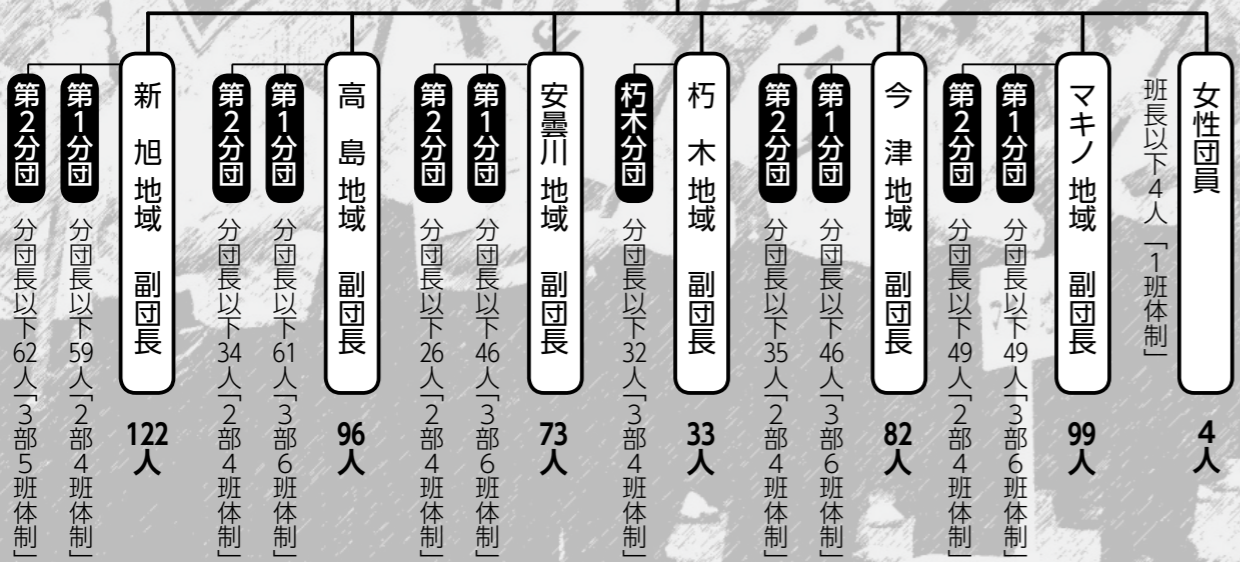 女性団員
班長以下4人「1班体制」
4人
マキノ地域 副団長
99人
第1分団
分団長以下49人「3部6班体制」
第2分団
分団長以下49人「2部4班体制」
今津地域 副団長
82人
第1分団
分団長以下46人「3部6班体制」
第2分団
分団長以下35人「2部4班体制」
朽木地域 副団長
33人
朽木分団
分団長以下32人「3部4班体制」
安曇川地域 副団長
73人
第1分団
分団長以下46人「3部6班体制」
第2分団
分団長以下26人「2部4班体制」
高島地域 副団長
96人
第1分団
分団長以下61人「3部6班体制」
第2分団
分団長以下34人「2部4班体制」
新旭地域 副団長
122人
第1分団
分団長以下59人「2部4班体制」
第2分団
分団長以下62人「3部5班体制」